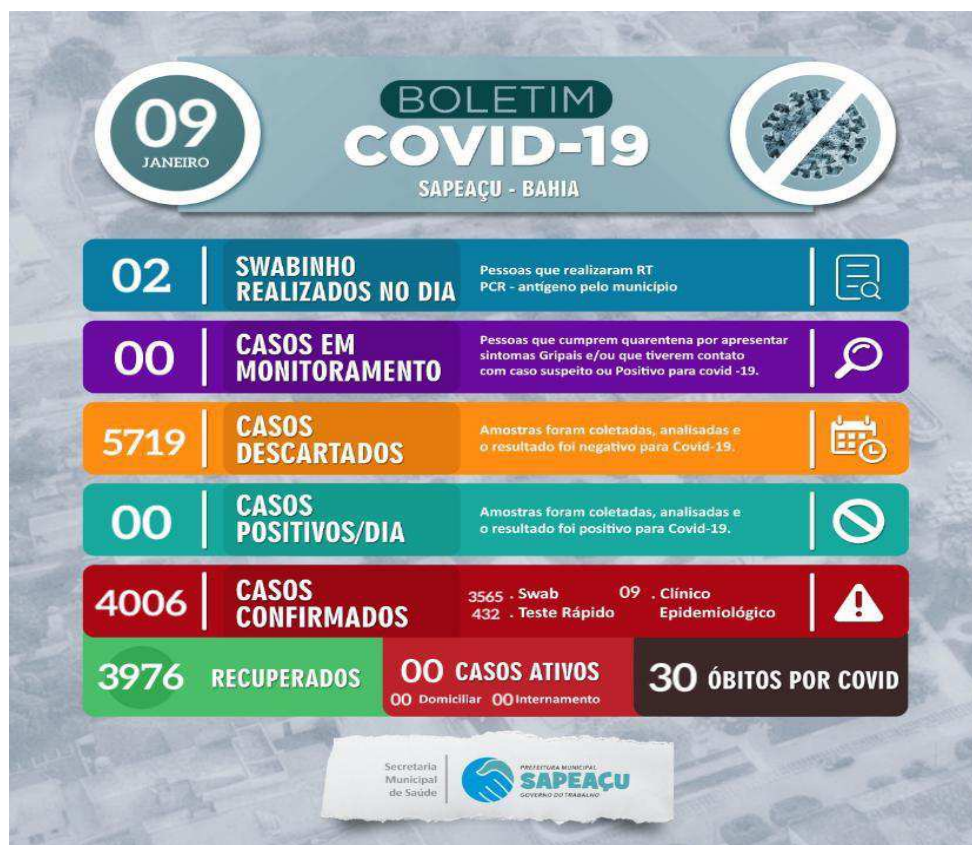 09
JANEIRO
BOLETIM
COVID-19
SAPEAÇU - BAHIA
02
SWABINHO
REALIZADOS NO DIA
Pessoas que realizaram RT
PCR - antígeno pelo município
00
CASOS EM
MONITORAMENTO
Pessoas que cumprem quarentena por apresentar
sintomas Gripais e/ou que tiverem contato
com caso suspeito ou Positivo para covid -19.
5719
CASOS
DESCARTADOS
Amostras foram coletadas, analisadas e
o resultado foi negativo para Covid-19.
00
CASOS
POSITIVOS/DIA
Amostras foram coletadas, analisadas e
o resultado foi positivo para Covid-19.
4006
CASOS
CONFIRMADOS
3565 . Swab 09 . Clínico
432 . Teste Rápido Epidemiológico
3976 RECUPERADOS
00 CASOS ATIVOS
00 Domiciliar 00 Internamento
30 ÓBITOS POR COVID
Secretaria
Municipal
de Saúde
PREFEITURA MUNICIPAL
SAPEAÇU
GOVERNO DO TRABALHO